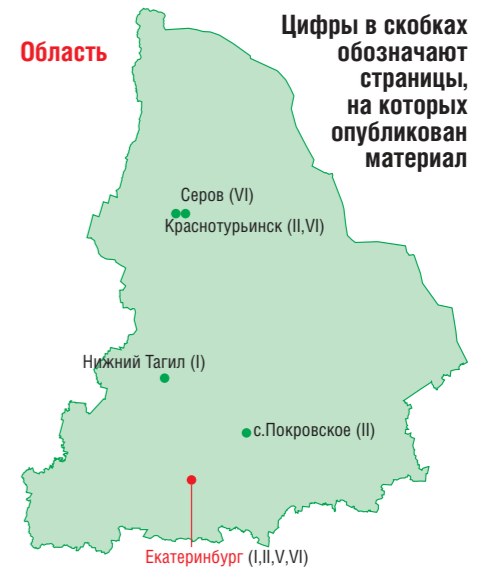 Область
Цифры в скобках
обозначают
страницы,
на которых
опубликован
материал
Серов (VI)
Краснотурьинск (II,VI)
Нижний Тагил (I)
с.Покровское (II)
Екатеринбург (I,II,V,VI)